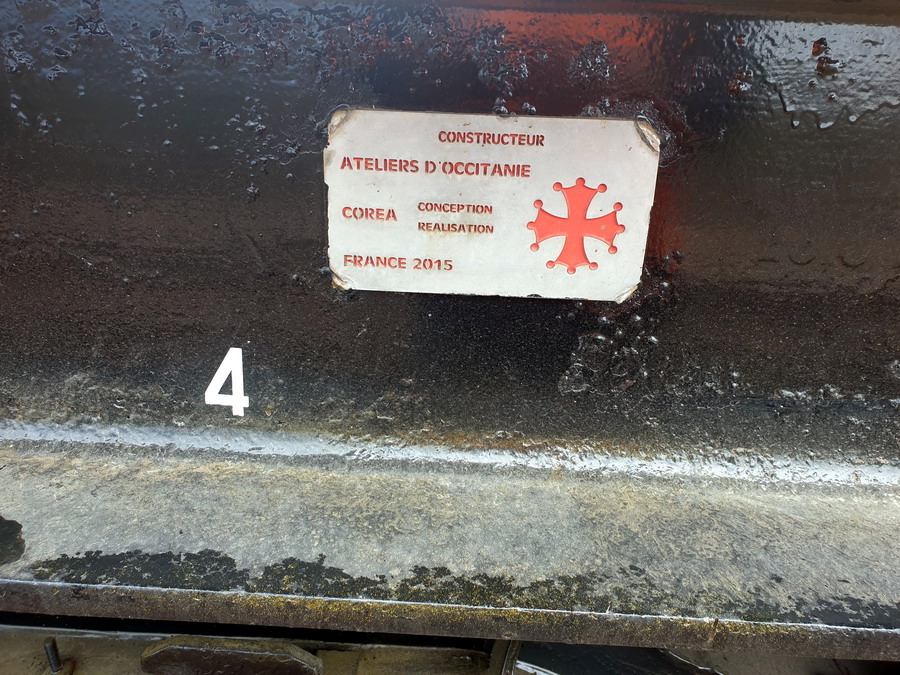 CONSTRUCTEUR
ATELIERS D'OCCITANIE
COREA CONCEPTION
REALISATION
FRANCE 2015
4